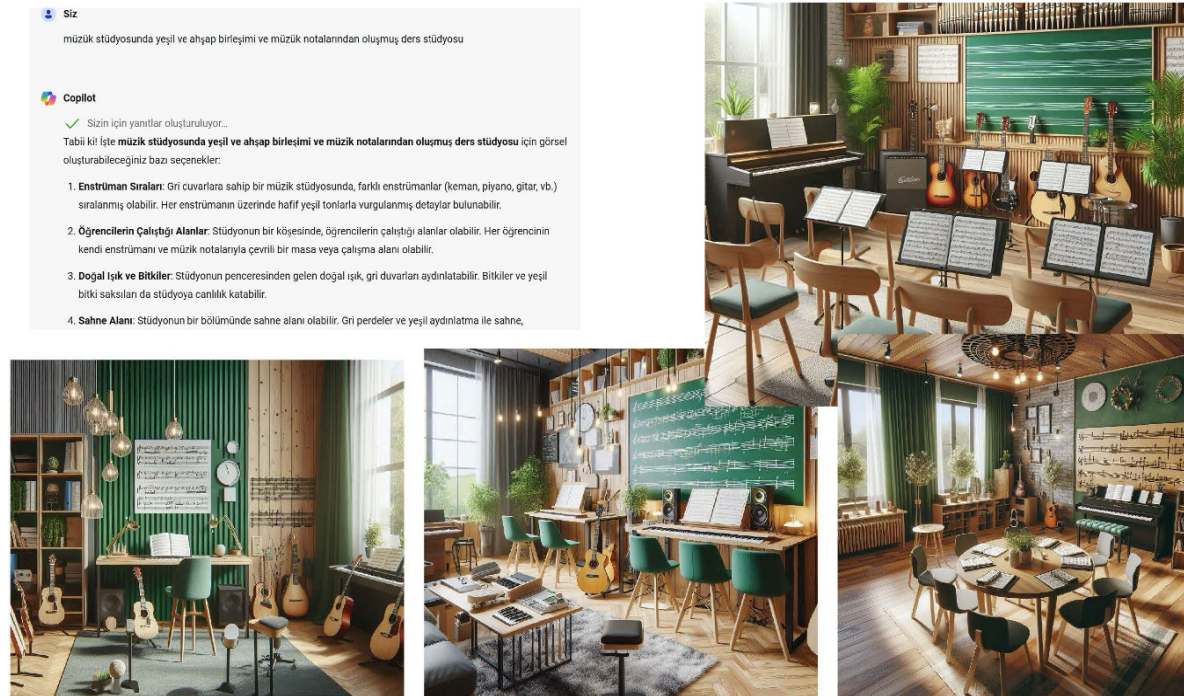 Siz
müzük stüdyosunda yeşil ve ahşap birleşimi ve müzük notalarından oluşmuş ders stüdyosu
Copilot
Sizin için yanıtlar oluşturuluyor...
Tabii ki! İşte müzik stüdyosunda yeşil ve ahşap birleşimi ve müzik notalarından oluşmuş ders stüdyosu için görsel
oluşturabileceğiniz bazı seçenekler:
1. Enstrüman Sıraları: Gri duvarlara sahip bir müzik stüdyosunda, farklı enstrümanlar (keman, piyano, gitar, vb.)
sıralanmış olabilir. Her enstrümanın üzerinde hafif yeşil tonlarla vurgulanmış detaylar bulunabilir.
2. Öğrencilerin Çalıştığı Alanlar: Stüdyonun bir köşesinde, öğrencilerin çalıştığı alanlar olabilir. Her öğrencinin
kendi enstrümanı ve müzik notalarıyla çevrili bir masa veya çalışma alanı olabilir.
3. Doğal Işık ve Bitkiler: Stüdyonun penceresinden gelen doğal ışık, gri duvarları aydınlatabilir. Bitkiler ve yeşil
bitki saksıları da stüdyoya canlılık katabilir.
4. Sahne Alanı: Stüdyonun bir bölümünde sahne alanı olabilir. Gri perdeler ve yeşil aydınlatma ile sahne,